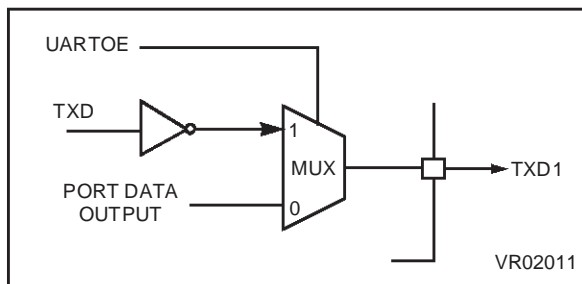 UARTOE
TXD
1
MUX
TXD1
PORT DATA
OUTPUT
0
VR02011